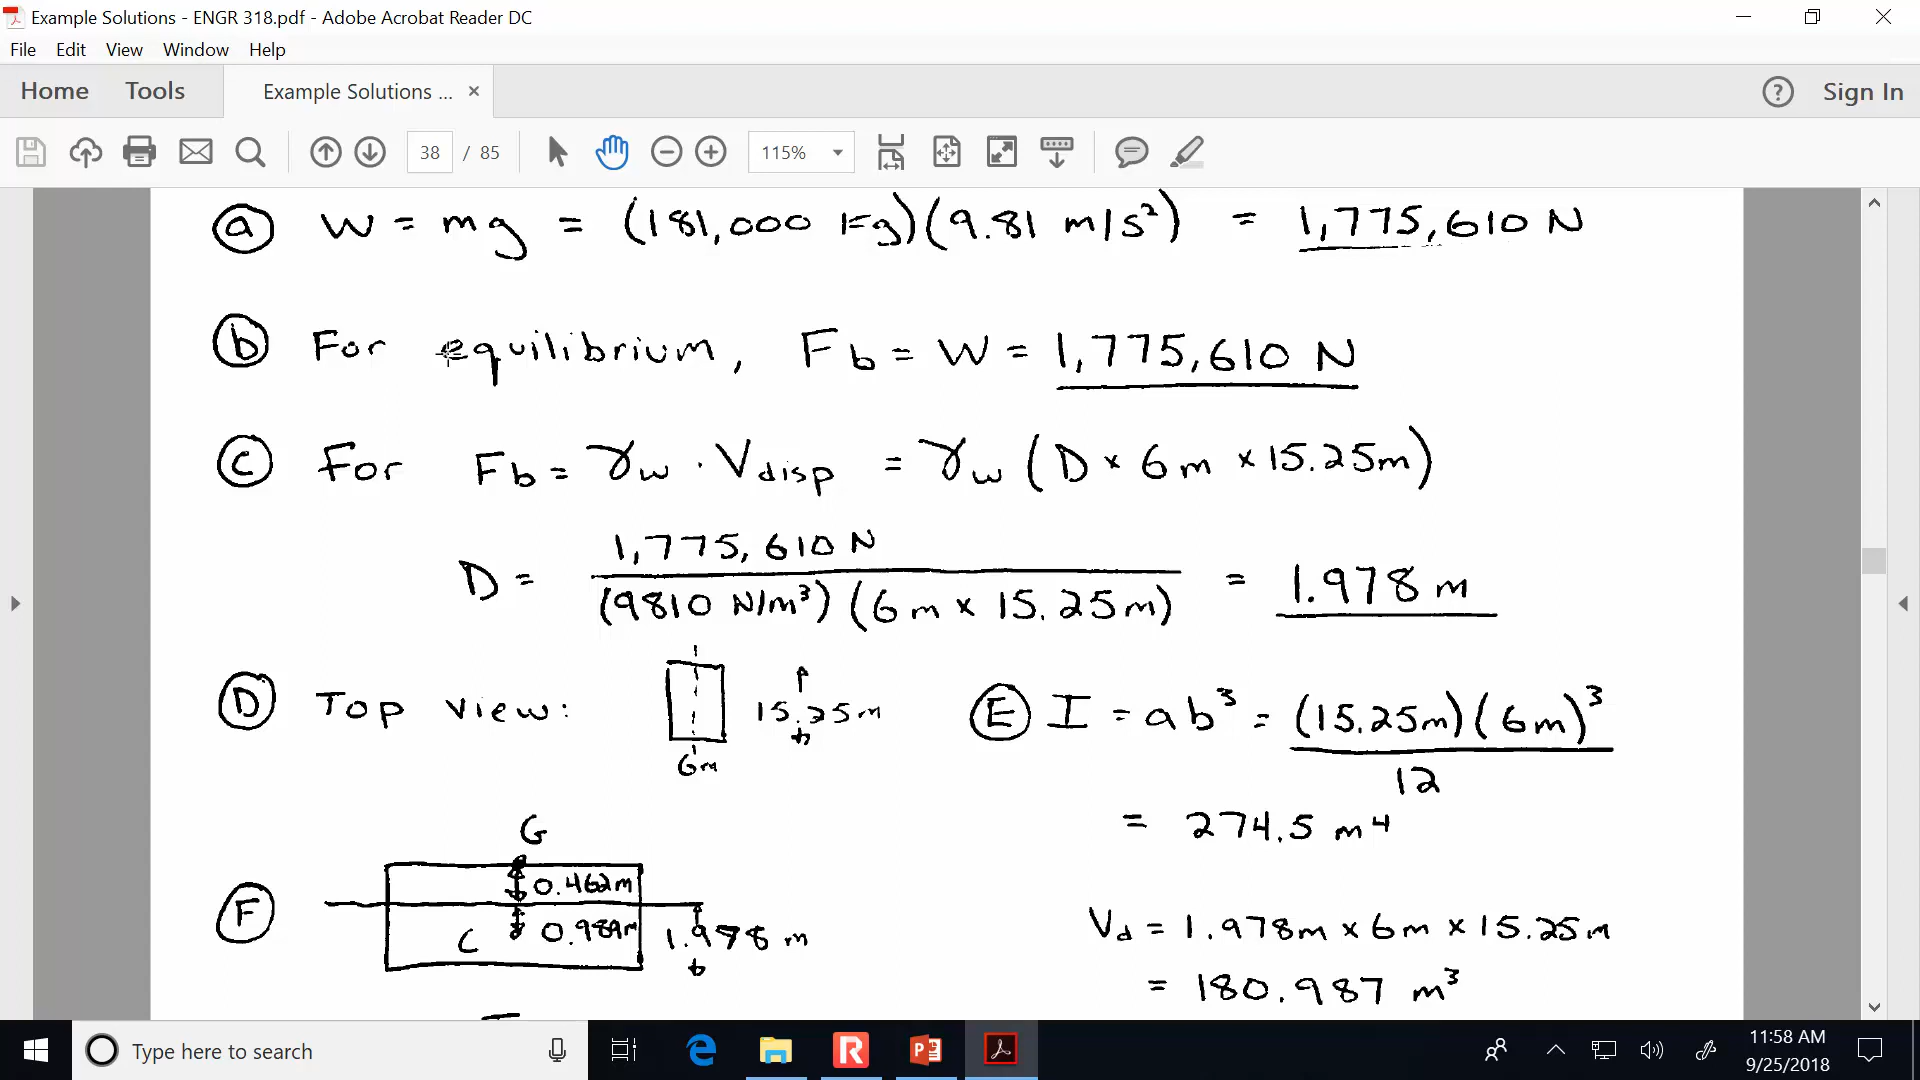 Example Solutions - ENGR 318.pdf - Adobe Acrobat Reader DC
File Edit View Window Help
Home Tools Example Solutions ... × ? Sign In
38 / 85 115%
(a) W = mg = (181,000 kg)(9.81 m/s²) = 1,775,610 N
(b) For equilibrium, Fb = W = 1,775,610 N
(c) For Fb = γw · Vdisp = γw (D × 6m × 15.25m)
D = 1,775,610 N / (9810 N/m³)(6m × 15.25m) = 1.978 m
(D) Top view: 15.25m
6m
(E) I = ab³ = (15.25m)(6m)³ / 12
= 274.5 m4
G
0.462m
(F) C 0.989m 1.978 m
Vd = 1.978m × 6m × 15.25m
= 180.987 m³
Type here to search
11:58 AM
9/25/2018